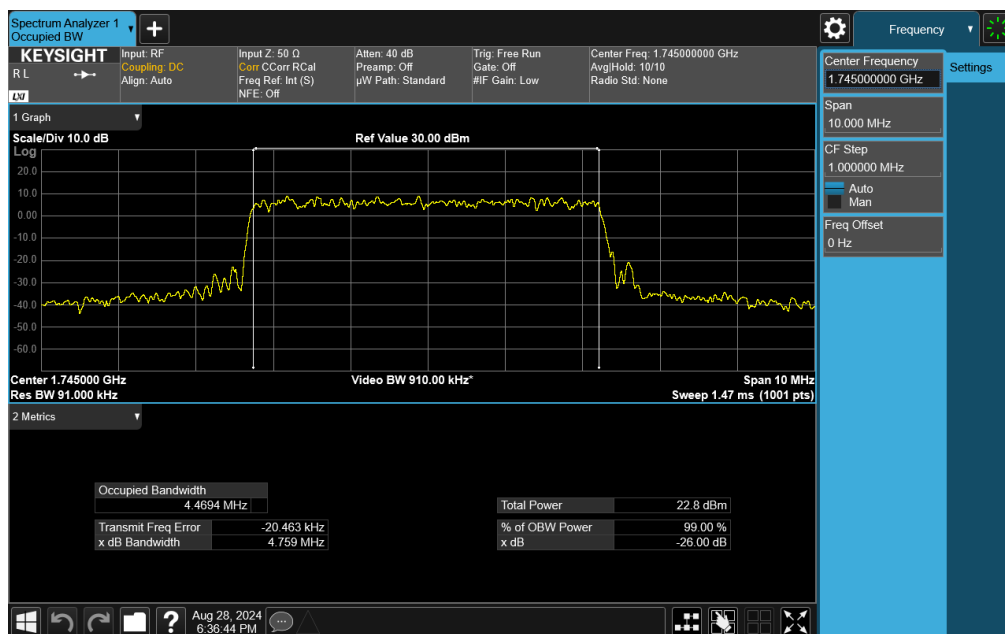 Spectrum Analyzer 1
Occupied BW
Frequency
KEYSIGHT
R L
LXI
Input: RF
Coupling: DC
Align: Auto
Input Z: 50 Ω
Corr CCorr RCal
Freq Ref: Int (S)
NFE: Off
Atten: 40 dB
Preamp: Off
µW Path: Standard
Trig: Free Run
Gate: Off
#IF Gain: Low
Center Freq: 1.745000000 GHz
Avg|Hold: 10/10
Radio Std: None
Center Frequency
1.745000000 GHz
Settings
Span
10.000 MHz
CF Step
1.000000 MHz
Auto
Man
Freq Offset
0 Hz
1 Graph
Scale/Div 10.0 dB
Ref Value 30.00 dBm
Log
20.0
10.0
0.00
-10.0
-20.0
-30.0
-40.0
-50.0
-60.0
Center 1.745000 GHz
Video BW 910.00 kHz*
Span 10 MHz
Res BW 91.000 kHz
Sweep 1.47 ms (1001 pts)
2 Metrics
Occupied Bandwidth
4.4694 MHz
Total Power 22.8 dBm
Transmit Freq Error -20.463 kHz
% of OBW Power 99.00 %
x dB Bandwidth 4.759 MHz
x dB -26.00 dB
?
Aug 28, 2024
6:36:44 PM